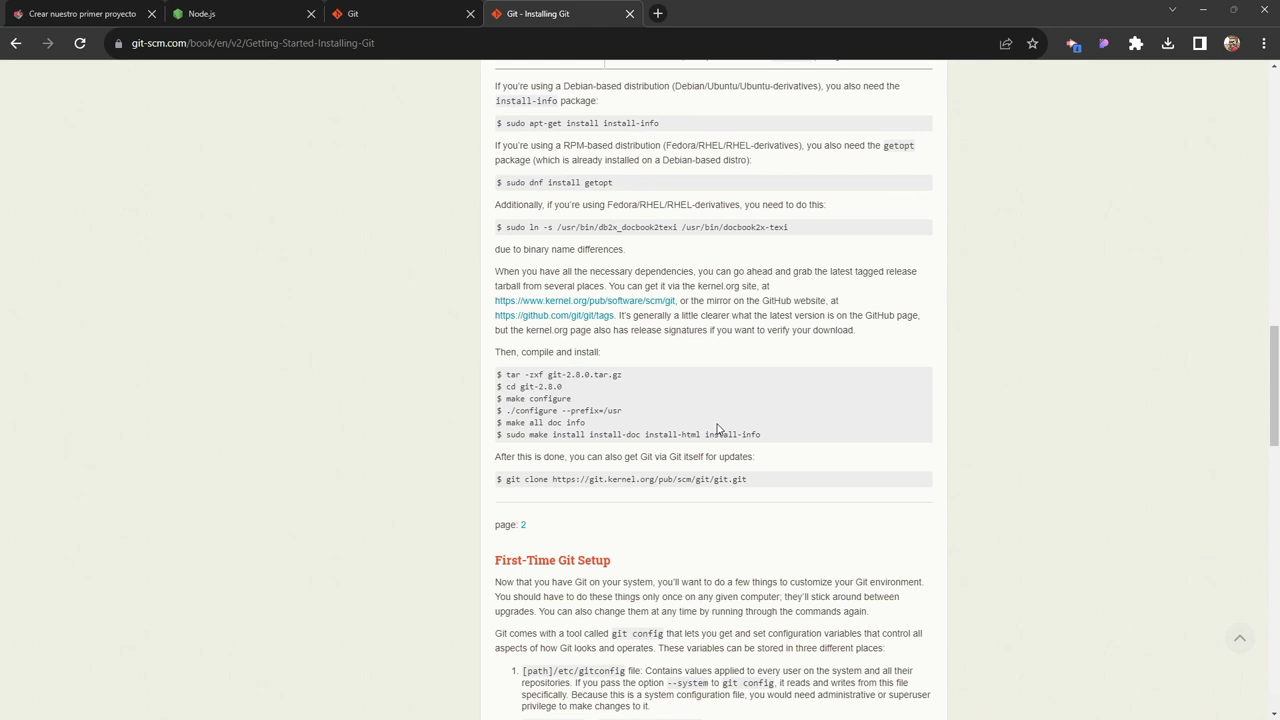 Crear nuestro primer proyecto
Node.js
Git
Git - Installing Git
git-scm.com/book/en/v2/Getting-Started-Installing-Git
If you're using a Debian-based distribution (Debian/Ubuntu/Ubuntu-derivatives), you also need the
install-info package:
$ sudo apt-get install install-info
If you're using a RPM-based distribution (Fedora/RHEL/RHEL-derivatives), you also need the getopt
package (which is already installed on a Debian-based distro):
$ sudo dnf install getopt
Additionally, if you're using Fedora/RHEL/RHEL-derivatives, you need to do this:
$ sudo ln -s /usr/bin/db2x_docbook2texi /usr/bin/docbook2x-texi
due to binary name differences.
When you have all the necessary dependencies, you can go ahead and grab the latest tagged release
tarball from several places. You can get it via the kernel.org site, at
https://www.kernel.org/pub/software/scm/git, or the mirror on the GitHub website, at
https://github.com/git/git/tags. It's generally a little clearer what the latest version is on the GitHub page,
but the kernel.org page also has release signatures if you want to verify your download.
Then, compile and install:
$ tar -zxf git-2.8.0.tar.gz
$ cd git-2.8.0
$ make configure
$ ./configure --prefix=/usr
$ make all doc info
$ sudo make install install-doc install-html install-info
After this is done, you can also get Git via Git itself for updates:
$ git clone https://git.kernel.org/pub/scm/git/git.git
page: 2
First-Time Git Setup
Now that you have Git on your system, you'll want to do a few things to customize your Git environment.
You should have to do these things only once on any given computer; they'll stick around between
upgrades. You can also change them at any time by running through the commands again.
Git comes with a tool called git config that lets you get and set configuration variables that control all
aspects of how Git looks and operates. These variables can be stored in three different places:
1. [path]/etc/gitconfig file: Contains values applied to every user on the system and all their
repositories. If you pass the option --system to git config, it reads and writes from this file
specifically. Because this is a system configuration file, you would need administrative or superuser
privilege to make changes to it.